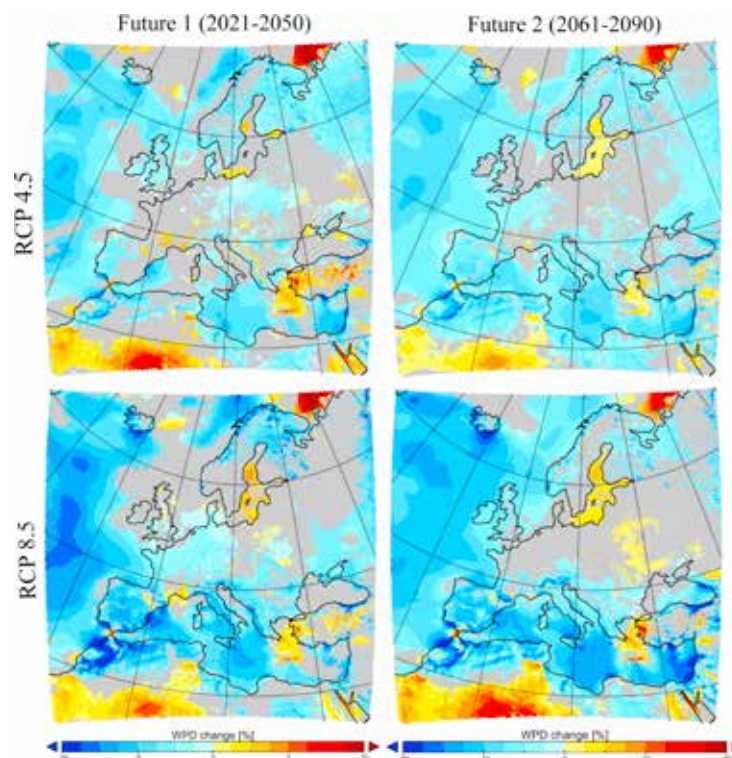 Future 1 (2021-2050)
Future 2 (2061-2090)
RCP 4.5
RCP 8.5
WPD change [%]
WPD change [%]